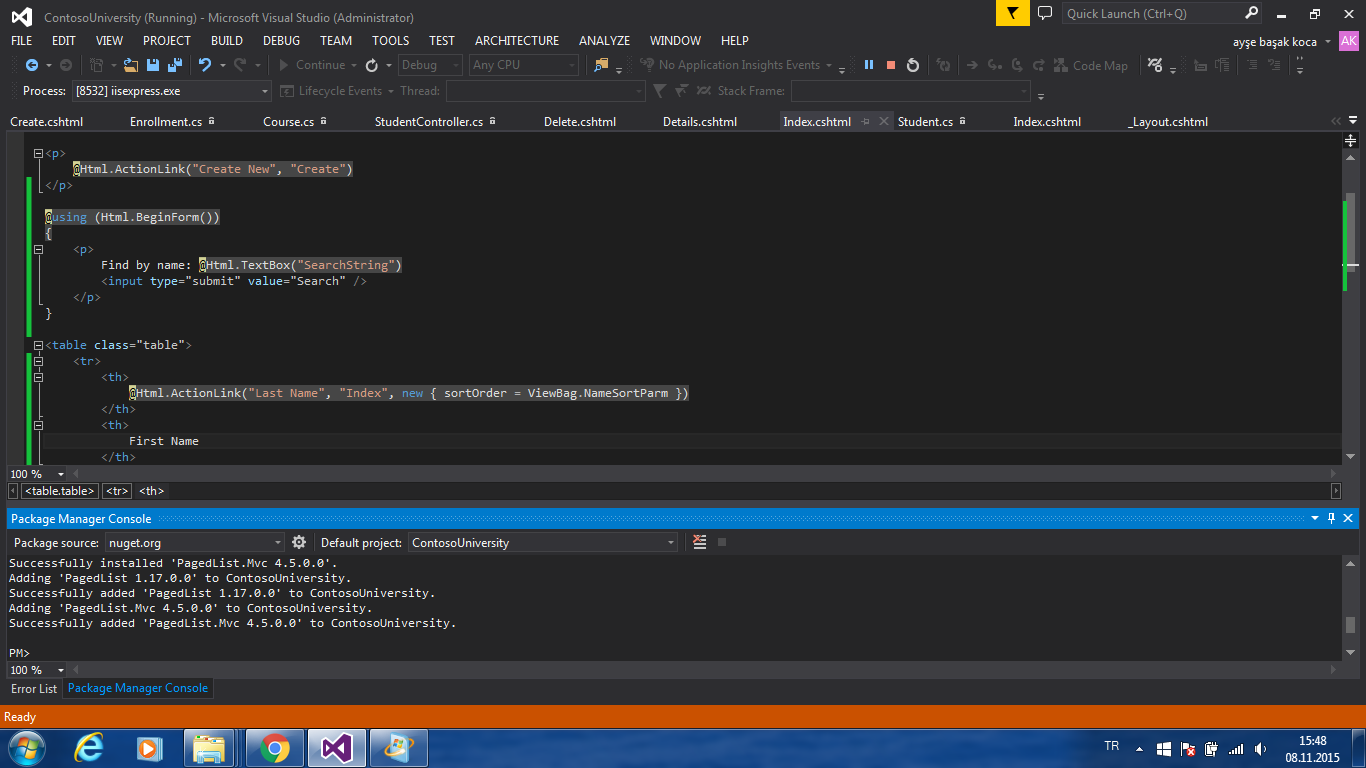 ContosoUniversity (Running) - Microsoft Visual Studio (Administrator)
Quick Launch (Ctrl+Q)
FILE EDIT VIEW PROJECT BUILD DEBUG TEAM TOOLS TEST ARCHITECTURE ANALYZE WINDOW HELP
ayşe başak koca AK
Continue Debug Any CPU No Application Insights Events Code Map
Process: [8532] iisexpress.exe Lifecycle Events Thread: Stack Frame:
Create.cshtml Enrollment.cs Course.cs StudentController.cs Delete.cshtml Details.cshtml Index.cshtml Student.cs Index.cshtml _Layout.cshtml
<p>
@Html.ActionLink("Create New", "Create")
</p>
@using (Html.BeginForm())
{
<p>
Find by name: @Html.TextBox("SearchString")
<input type="submit" value="Search" />
</p>
}
<table class="table">
<tr>
<th>
@Html.ActionLink("Last Name", "Index", new { sortOrder = ViewBag.NameSortParm })
</th>
<th>
First Name
</th>
100 %
<table.table> <tr> <th>
Package Manager Console
Package source: nuget.org Default project: ContosoUniversity
Successfully installed 'PagedList.Mvc 4.5.0.0'.
Adding 'PagedList 1.17.0.0' to ContosoUniversity.
Successfully added 'PagedList 1.17.0.0' to ContosoUniversity.
Adding 'PagedList.Mvc 4.5.0.0' to ContosoUniversity.
Successfully added 'PagedList.Mvc 4.5.0.0' to ContosoUniversity.
PM>
100 %
Error List Package Manager Console
Ready
TR 15:48
08.11.2015